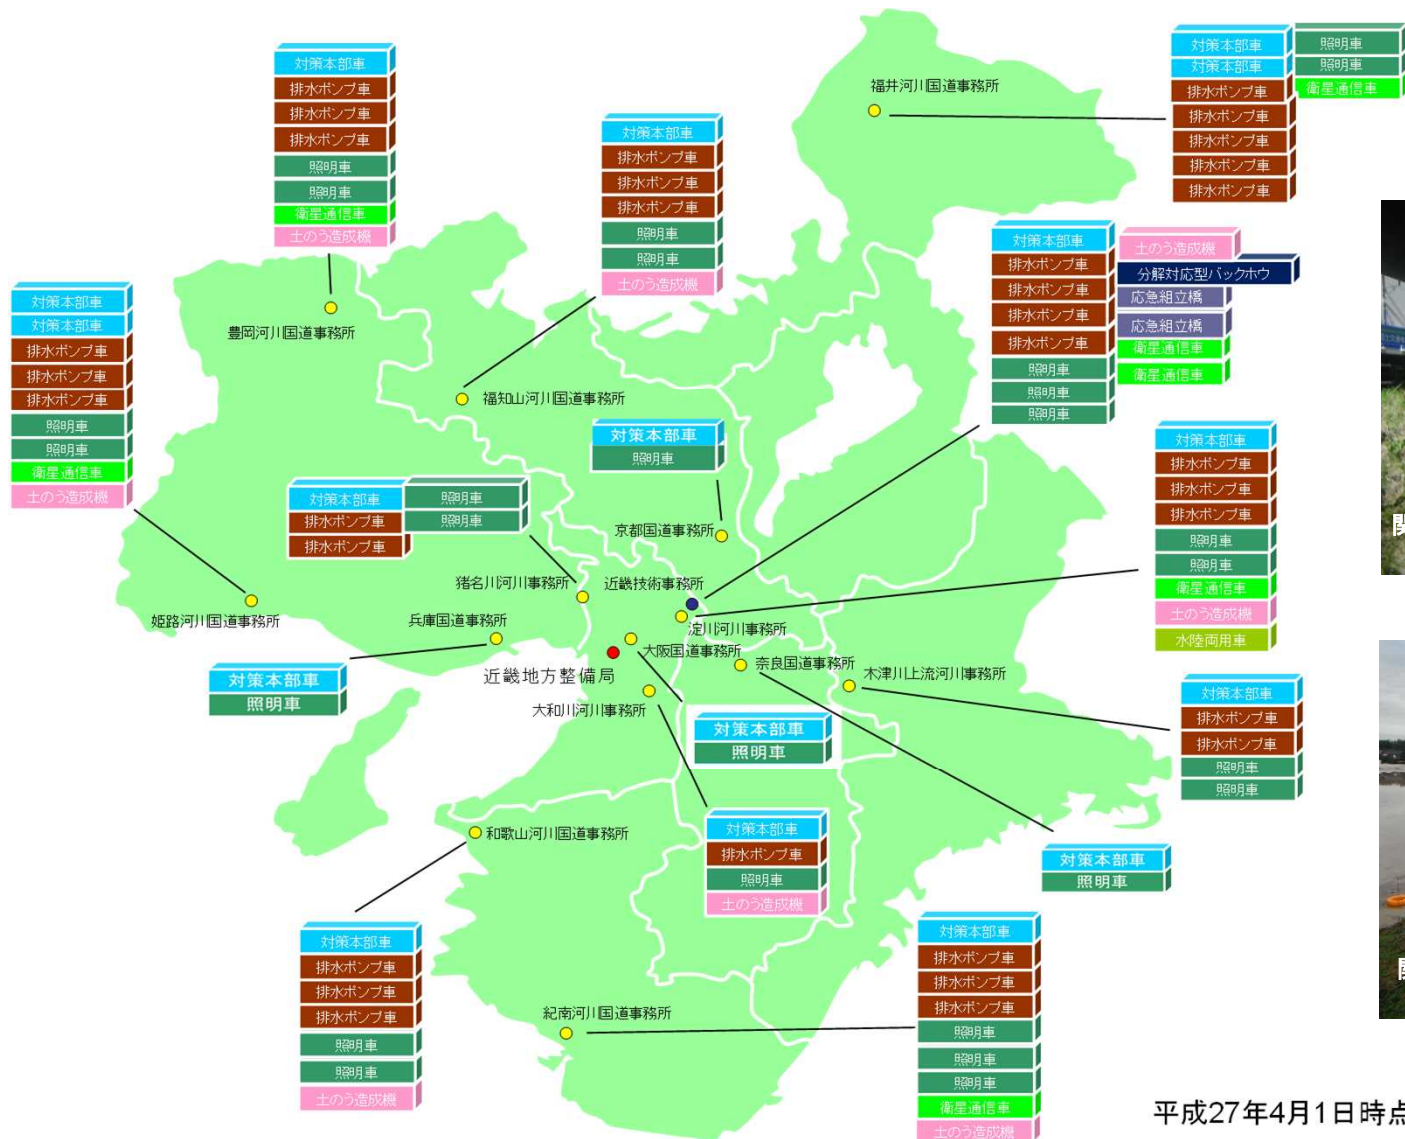 対策本部車
排水ポンプ車
排水ポンプ車
排水ポンプ車
照明車
照明車
衛星通信車
土のう造成機
豊岡河川国道事務所
対策本部車
排水ポンプ車
排水ポンプ車
排水ポンプ車
照明車
照明車
土のう造成機
福知山河川国道事務所
福井河川国道事務所
対策本部車
対策本部車
排水ポンプ車
排水ポンプ車
排水ポンプ車
排水ポンプ車
排水ポンプ車
照明車
照明車
衛星通信車
対策本部車
排水ポンプ車
排水ポンプ車
排水ポンプ車
排水ポンプ車
照明車
照明車
照明車
土のう造成機
分解対応型バックホウ
応急組立橋
応急組立橋
衛星通信車
衛星通信車
対策本部車
対策本部車
排水ポンプ車
排水ポンプ車
排水ポンプ車
照明車
照明車
衛星通信車
土のう造成機
姫路河川国道事務所
対策本部車
排水ポンプ車
排水ポンプ車
照明車
照明車
猪名川河川事務所
対策本部車
照明車
京都国道事務所
近畿技術事務所
淀川河川事務所
対策本部車
排水ポンプ車
排水ポンプ車
排水ポンプ車
照明車
照明車
衛星通信車
土のう造成機
水陸両用車
兵庫国道事務所
対策本部車
照明車
近畿地方整備局
大阪国道事務所
対策本部車
照明車
奈良国道事務所
対策本部車
照明車
木津川上流河川事務所
対策本部車
排水ポンプ車
排水ポンプ車
照明車
照明車
大和川河川事務所
対策本部車
排水ポンプ車
照明車
土のう造成機
和歌山河川国道事務所
対策本部車
排水ポンプ車
排水ポンプ車
排水ポンプ車
照明車
照明車
土のう造成機
紀南河川国道事務所
対策本部車
排水ポンプ車
排水ポンプ車
排水ポンプ車
照明車
照明車
照明車
衛星通信車
土のう造成機
平成27年4月1日時点